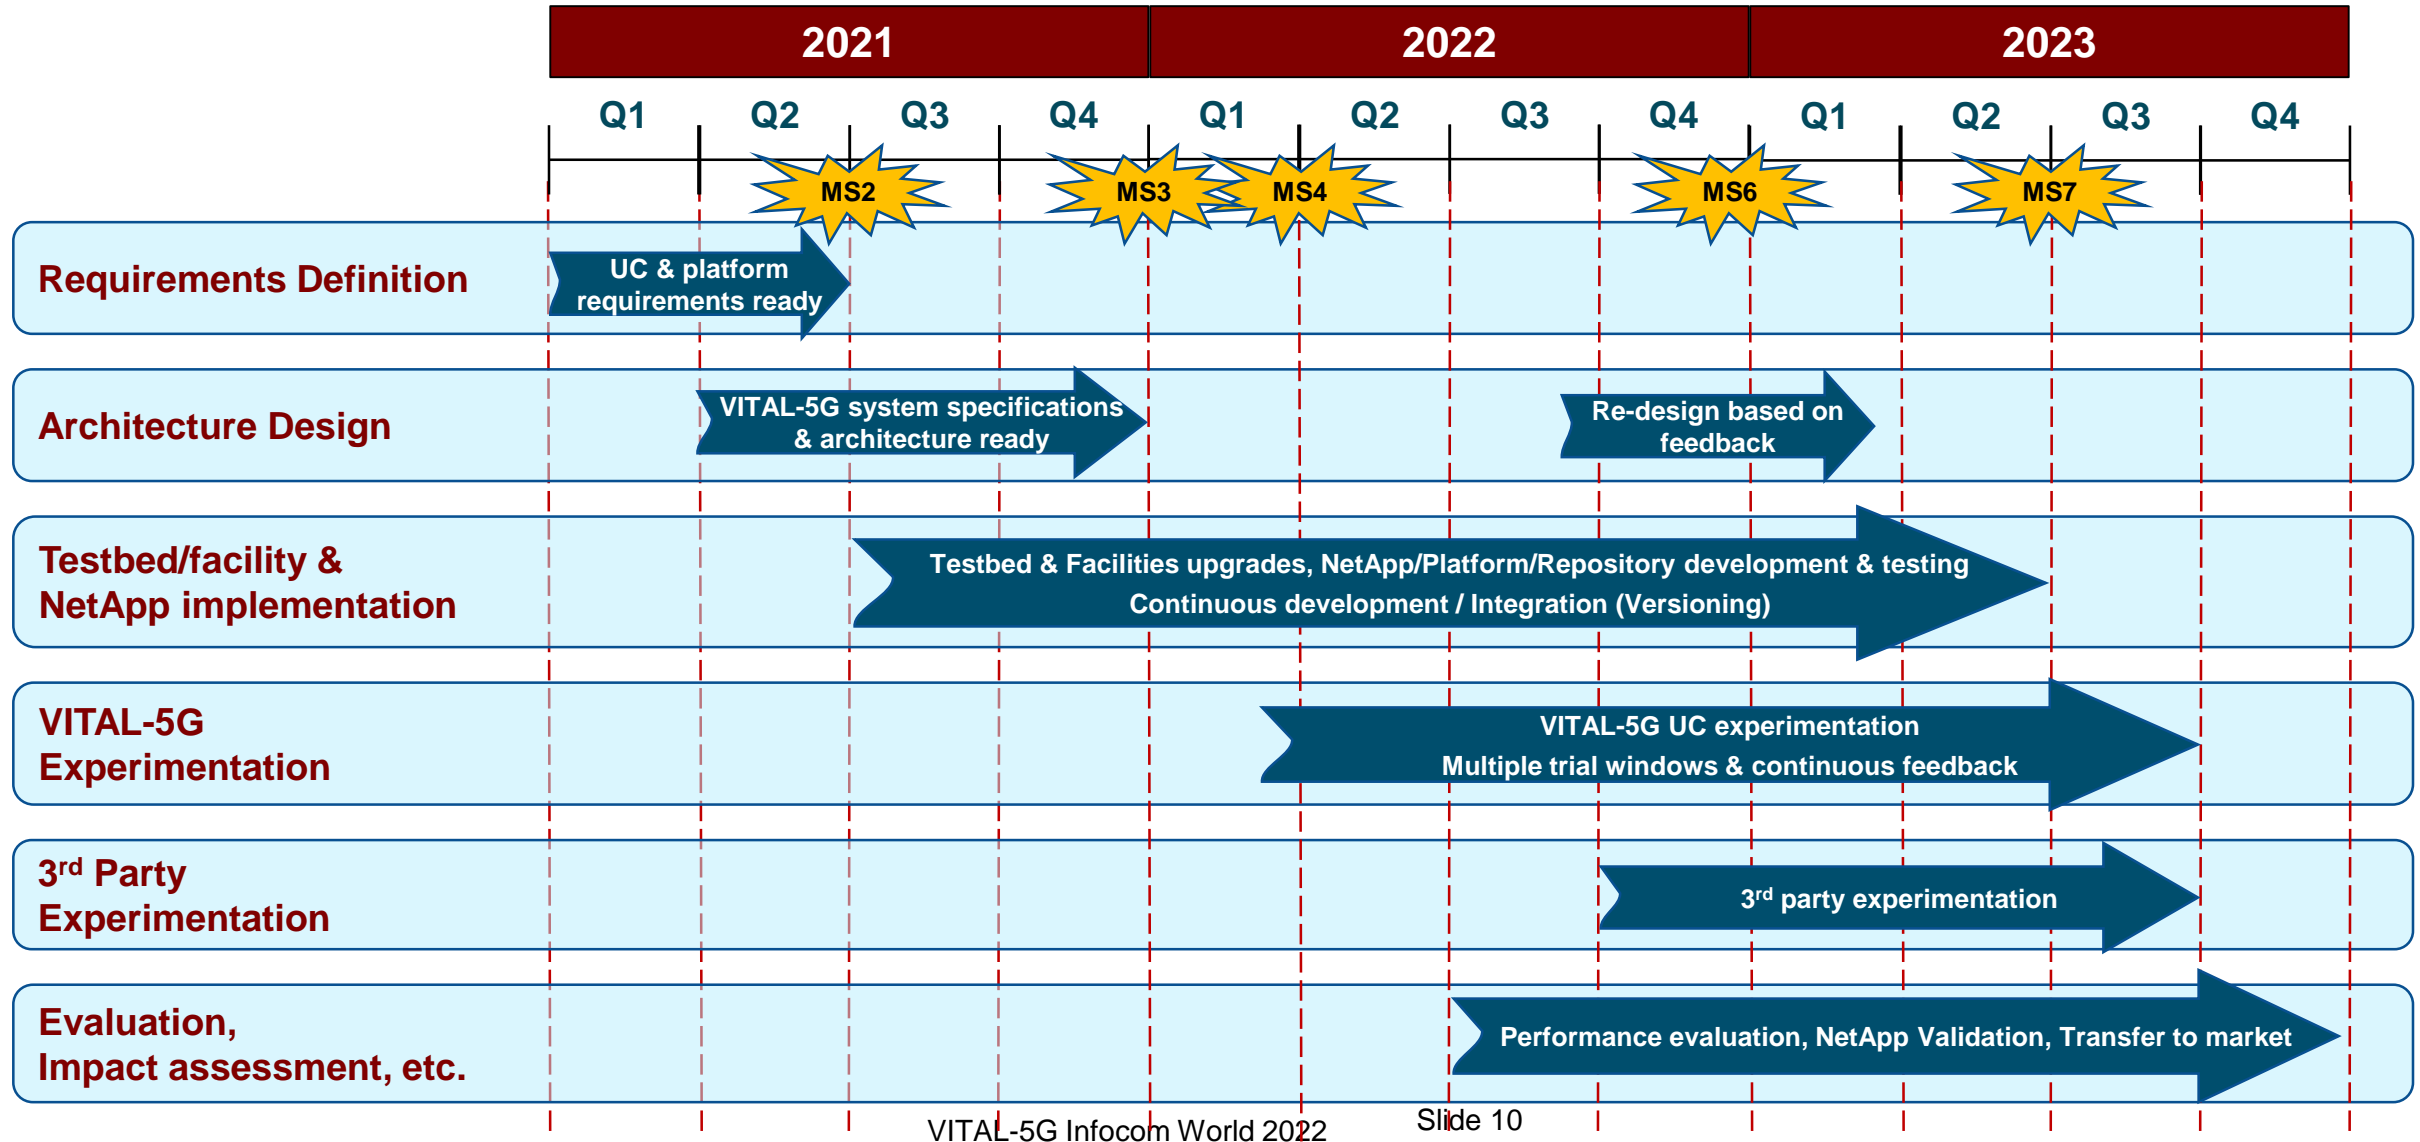 2021 2022 2023
Q1 Q2 Q3 Q4 Q1 Q2 Q3 Q4 Q1 Q2 Q3 Q4
MS2 MS3 MS4 MS6 MS7
Requirements Definition
UC & platform
requirements ready
Architecture Design
VITAL-5G system specifications
& architecture ready
Re-design based on
feedback
Testbed/facility &
NetApp implementation
Testbed & Facilities upgrades, NetApp/Platform/Repository development & testing
Continuous development / Integration (Versioning)
VITAL-5G
Experimentation
VITAL-5G UC experimentation
Multiple trial windows & continuous feedback
3rd Party
Experimentation
3rd party experimentation
Evaluation,
Impact assessment, etc.
Performance evaluation, NetApp Validation, Transfer to market
VITAL-5G Infocom World 2022
Slide 10